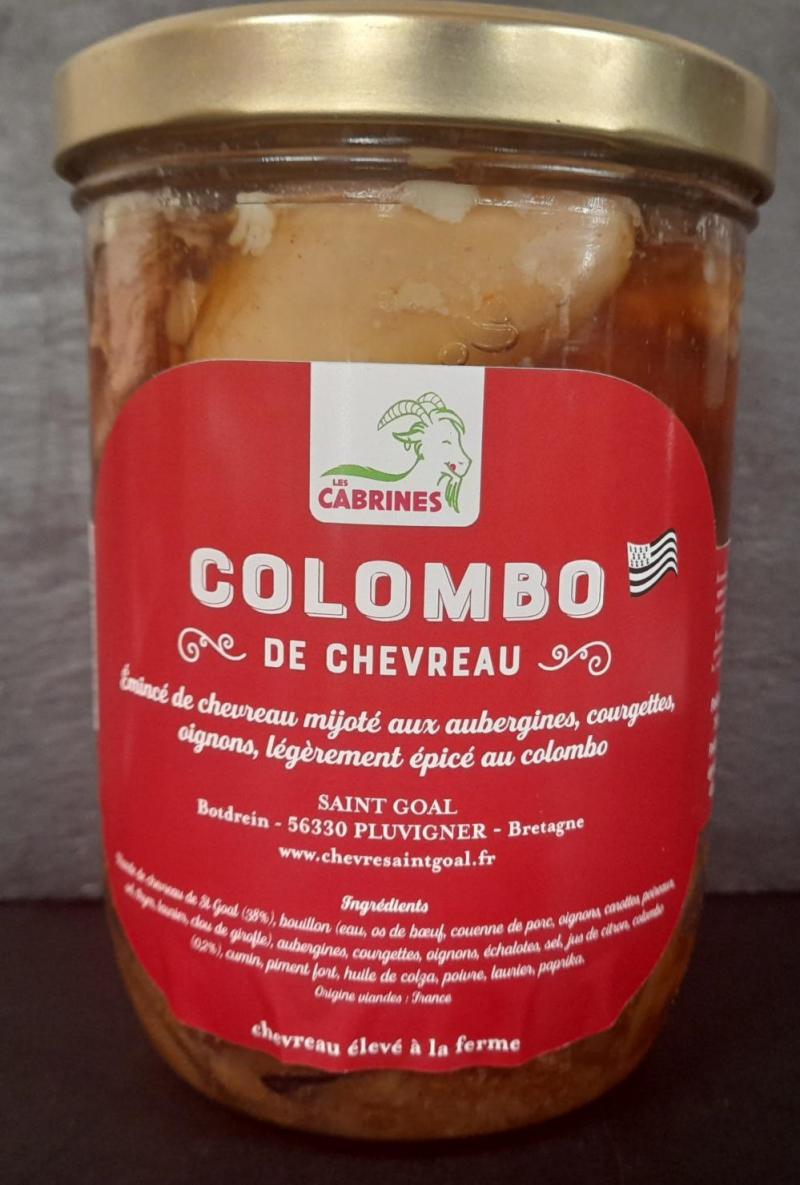 LES
CABRINES
COLOMBO
DE CHEVREAU
Émincé de chevreau mijoté aux aubergines, courgettes,
oignons, légèrement épicé au colombo
SAINT GOAL
Botdrein - 56330 PLUVIGNER - Bretagne
www.chevresaintgoal.fr
Ingrédients
Viande de chevreau de St Goal (38%), bouillon (eau, os de bœuf, couenne de porc, oignons, carottes, poireaux,
ail, thym, laurier, clou de girofle), aubergines, courgettes, oignons, échalotes, sel, jus de citron, colombo
(0,2%), cumin, piment fort, huile de colza, poivre, laurier, paprika.
Origine viandes : France
chevreau élevé à la ferme